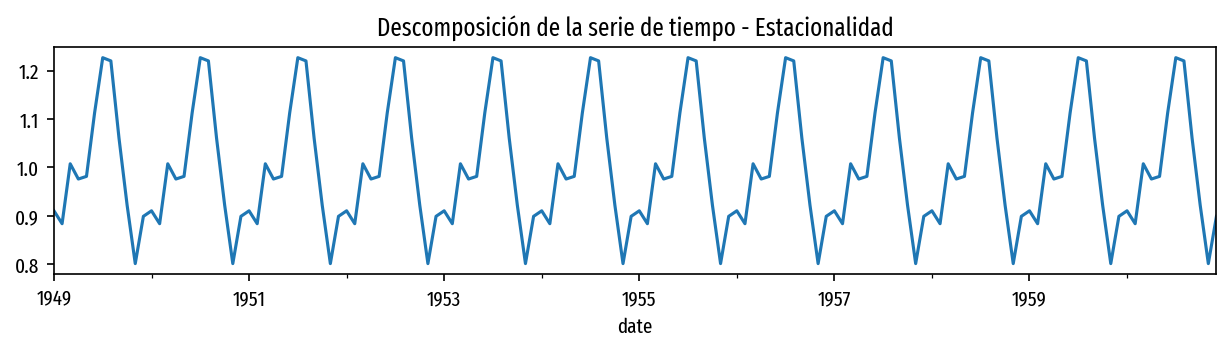 Descomposición de la serie de tiempo - Estacionalidad
1.2
1.1
1.0
0.9
0.8
1949 1951 1953 1955 1957 1959
date